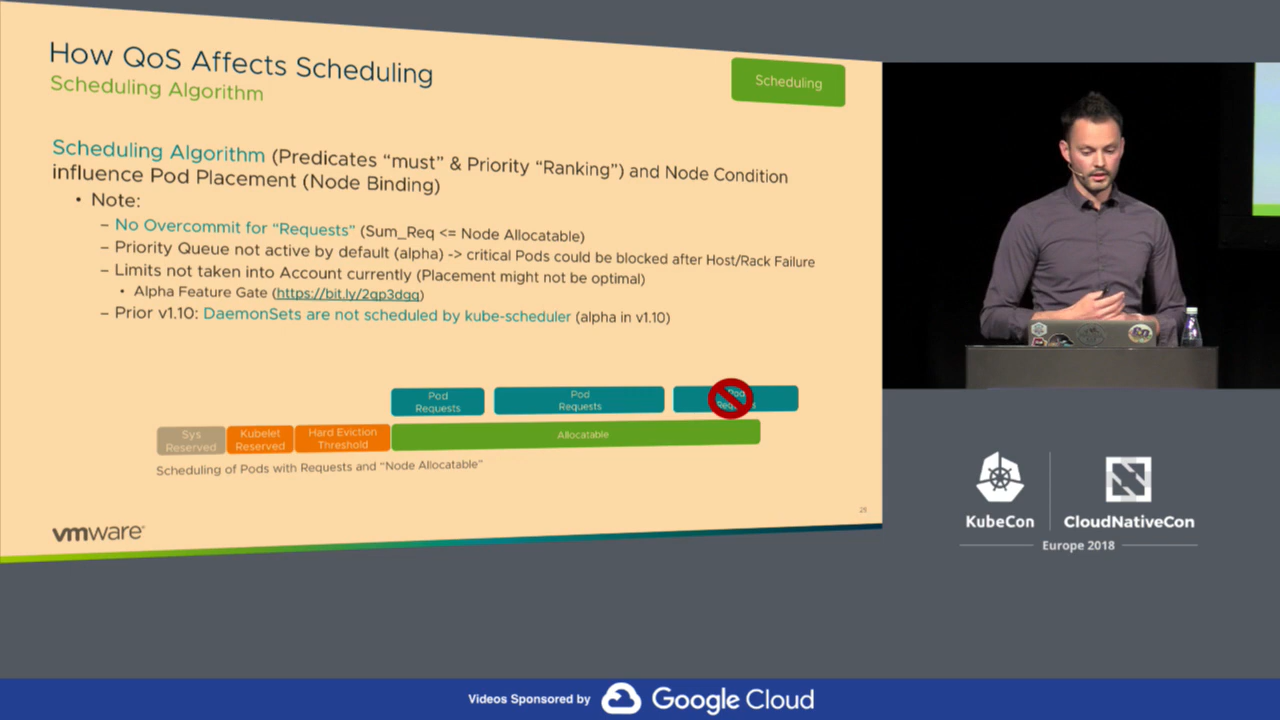 How QoS Affects Scheduling
Scheduling Algorithm
Scheduling
Scheduling Algorithm (Predicates “must” & Priority “Ranking”) and Node Condition
influence Pod Placement (Node Binding)
• Note:
– No Overcommit for “Requests” (Sum_Req <= Node Allocatable)
– Priority Queue not active by default (alpha) -> critical Pods could be blocked after Host/Rack Failure
– Limits not taken into Account currently (Placement might not be optimal)
• Alpha Feature Gate (https://bit.ly/2qp3dgq)
– Prior v1.10: DaemonSets are not scheduled by kube-scheduler (alpha in v1.10)
Pod
Requests
Pod
Requests
Pod
Sys
Reserved
Kubelet
Reserved
Hard Eviction
Threshold
Allocatable
Scheduling of Pods with Requests and “Node Allocatable”
28
vmware
KubeCon
CloudNativeCon
Europe 2018
Videos Sponsored by
Google Cloud